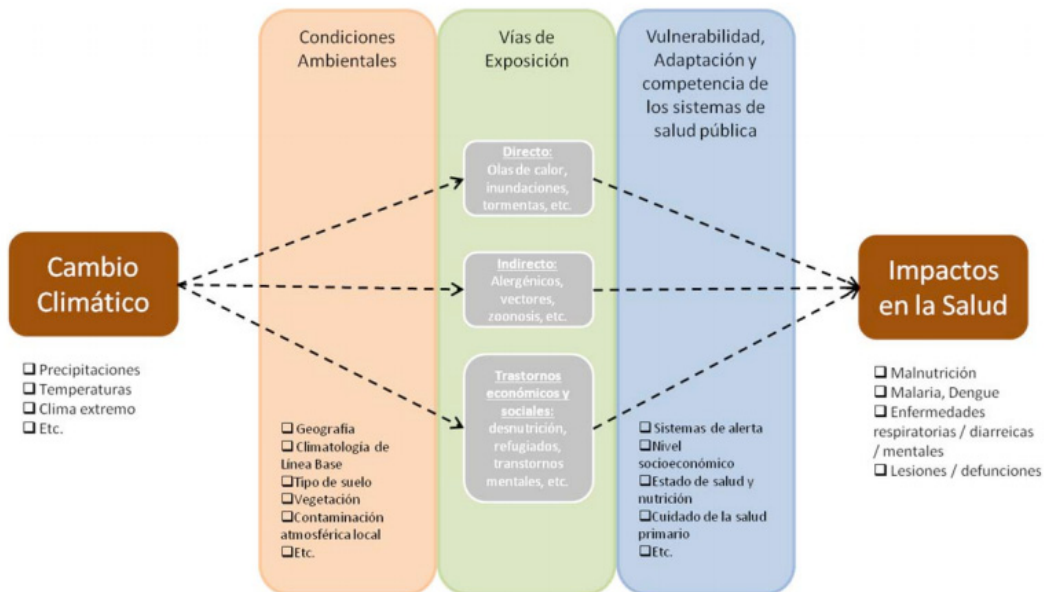 Condiciones
Ambientales
Vías de
Exposición
Vulnerabilidad,
Adaptación y
competencia de
los sistemas de
salud pública
Cambio
Climático
❑ Precipitaciones
❑ Temperaturas
❑ Clima extremo
❑ Etc.
❑ Geografía
❑ Climatología de
Línea Base
❑ Tipo de suelo
❑ Vegetación
❑ Contaminación
atmosférica local
❑ Etc.
Directo:
Olas de calor,
inundaciones,
tormentas, etc.
Indirecto:
Alergénicos,
vectores,
zoonosis, etc.
Trastornos
económicos y
sociales:
desnutrición,
refugiados,
transtornos
mentales, etc.
❑ Sistemas de alerta
❑ Nivel
socioeconómico
❑ Estado de salud y
nutrición
❑ Cuidado de la salud
primario
❑ Etc.
Impactos
en la Salud
❑ Malnutrición
❑ Malaria, Dengue
❑ Enfermedades
respiratorias / diarreicas
/ mentales
❑ Lesiones / defunciones